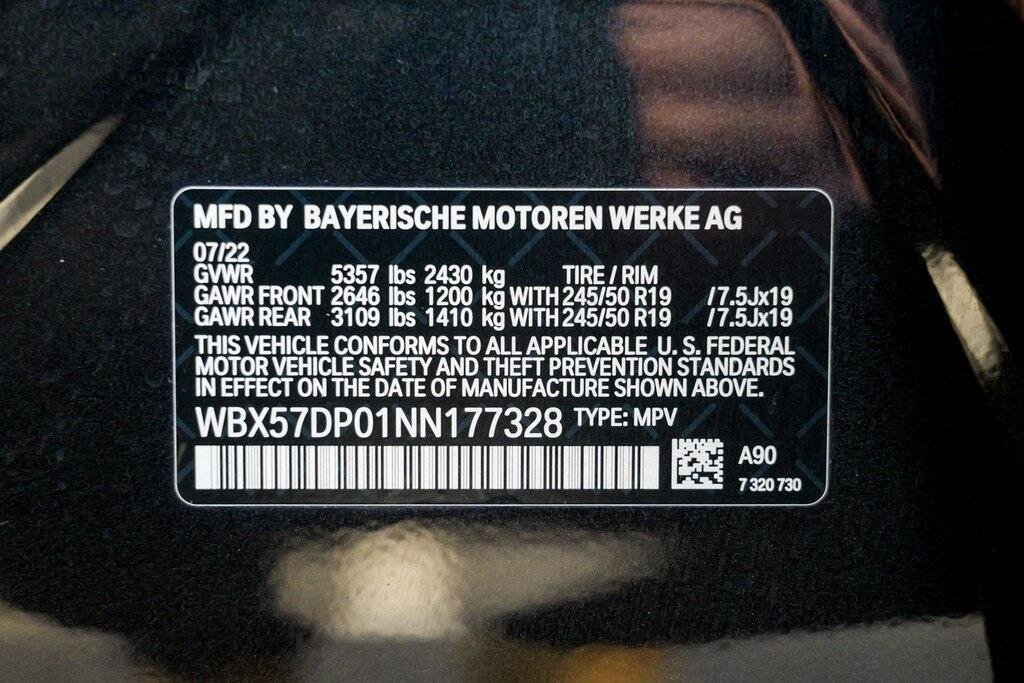 MFD BY BAYERISCHE MOTOREN WERKE AG
07/22
GVWR 5357 lbs 2430 kg TIRE / RIM
GAWR FRONT 2646 lbs 1200 kg WITH 245/50 R19 /7.5Jx19
GAWR REAR 3109 lbs 1410 kg WITH 245/50 R19 /7.5Jx19
THIS VEHICLE CONFORMS TO ALL APPLICABLE U. S. FEDERAL
MOTOR VEHICLE SAFETY AND THEFT PREVENTION STANDARDS
IN EFFECT ON THE DATE OF MANUFACTURE SHOWN ABOVE.
WBX57DP01NN177328 TYPE: MPV
A90
7 320 730